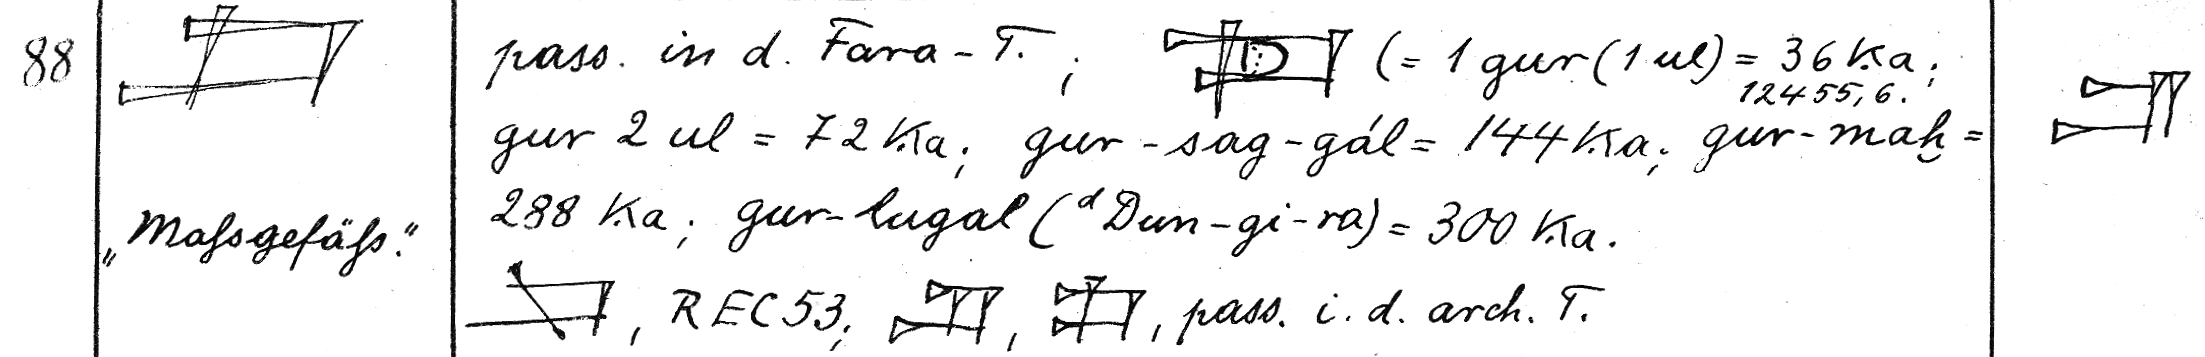 88
pass. in d. Fara-T.; (= 1 gur (1 ul) = 36 Ka;
12455, 6.
gur 2 ul = 72 Ka; gur-sag-gál = 144 Ka; gur-maḫ =
288 Ka; gur-lugal (ᵈDun-gi-ra) = 300 Ka.
„Maſsgefäſs.“
, REC 53; , , pass. i. d. arch. T.